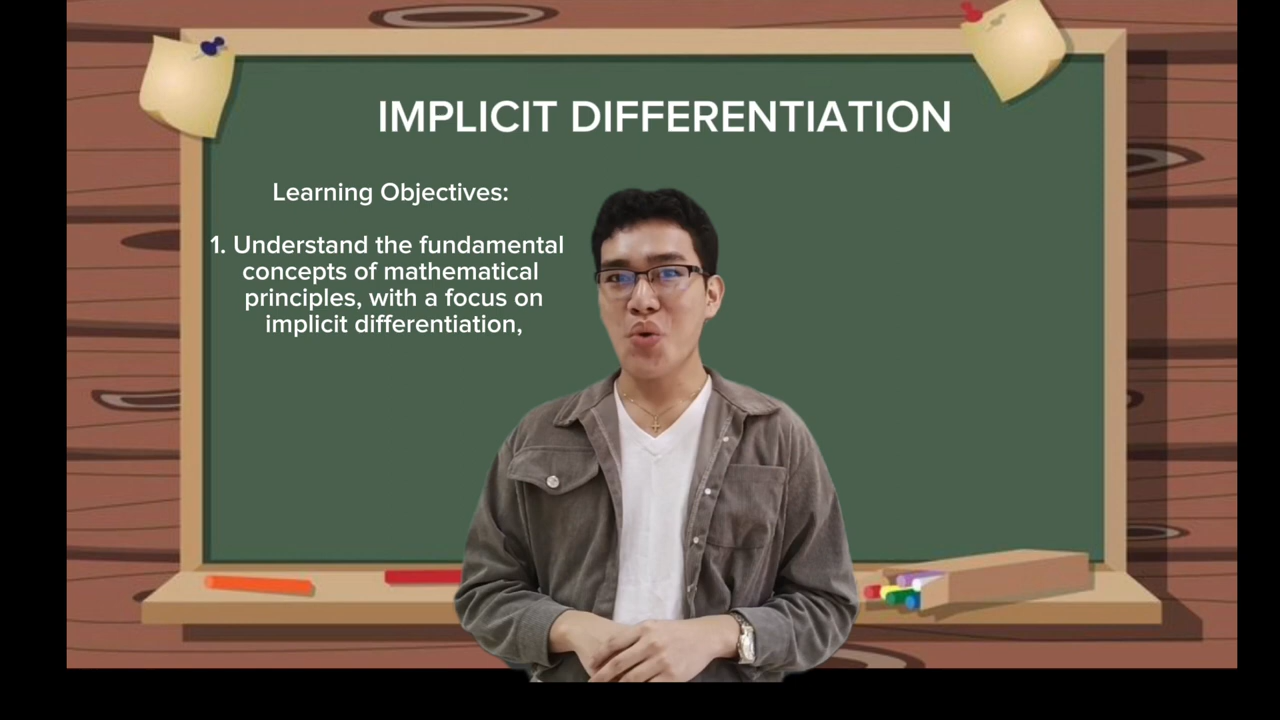 IMPLICIT DIFFERENTIATION
Learning Objectives:
1. Understand the fundamental
concepts of mathematical
principles, with a focus on
implicit differentiation,